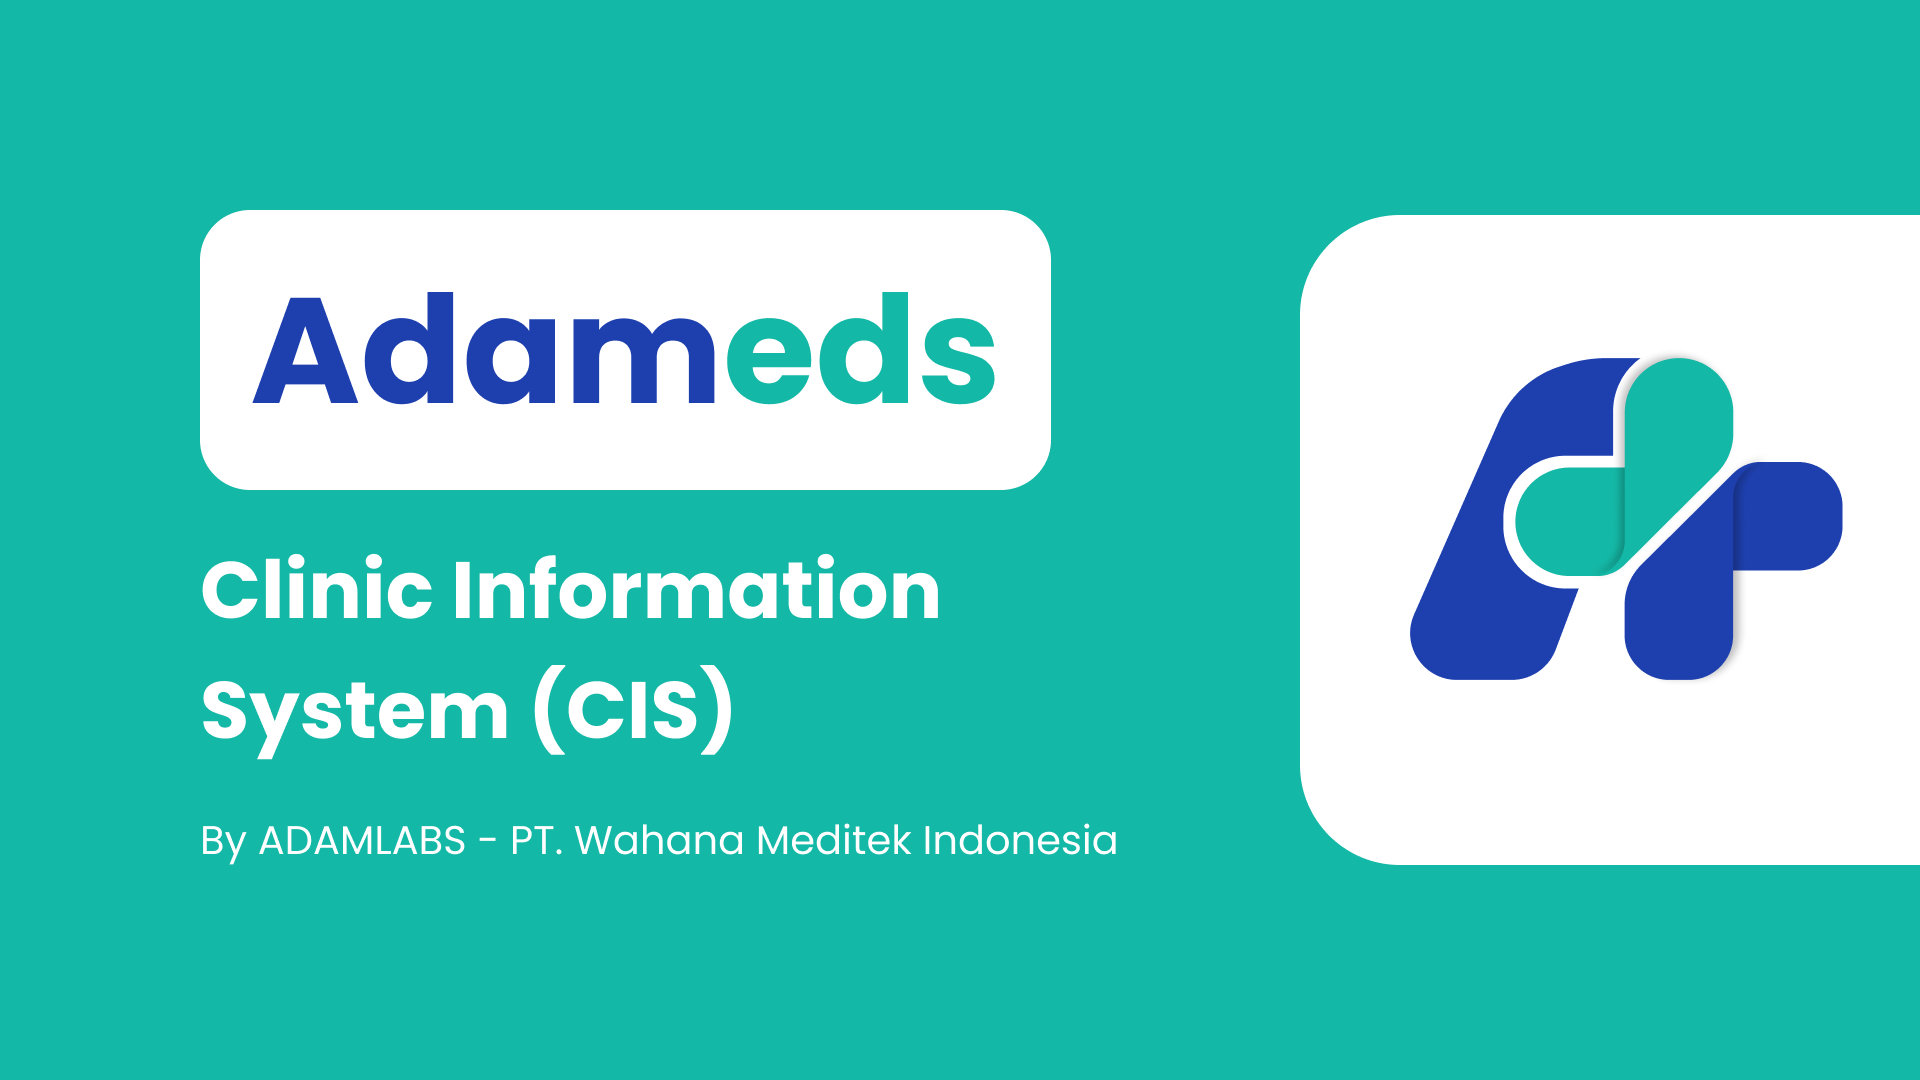 Adameds
Clinic Information
System (CIS)
By ADAMLABS - PT. Wahana Meditek Indonesia